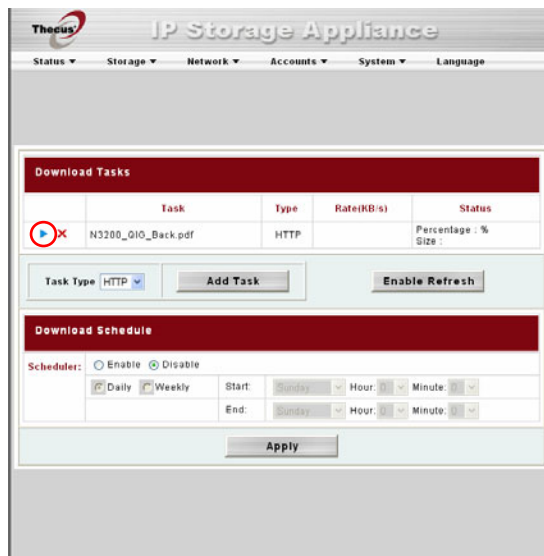 Thecus
IP Storage Appliance
Status Storage Network Accounts System Language
Download Tasks
Task Type Rate(KB/s) Status
N3200_QIG_Back.pdf HTTP Percentage : %
Size :
Task Type HTTP Add Task Enable Refresh
Download Schedule
Scheduler: Enable Disable
Daily Weekly Start: Sunday Hour: 0 Minute: 0
End: Sunday Hour: 0 Minute: 0
Apply